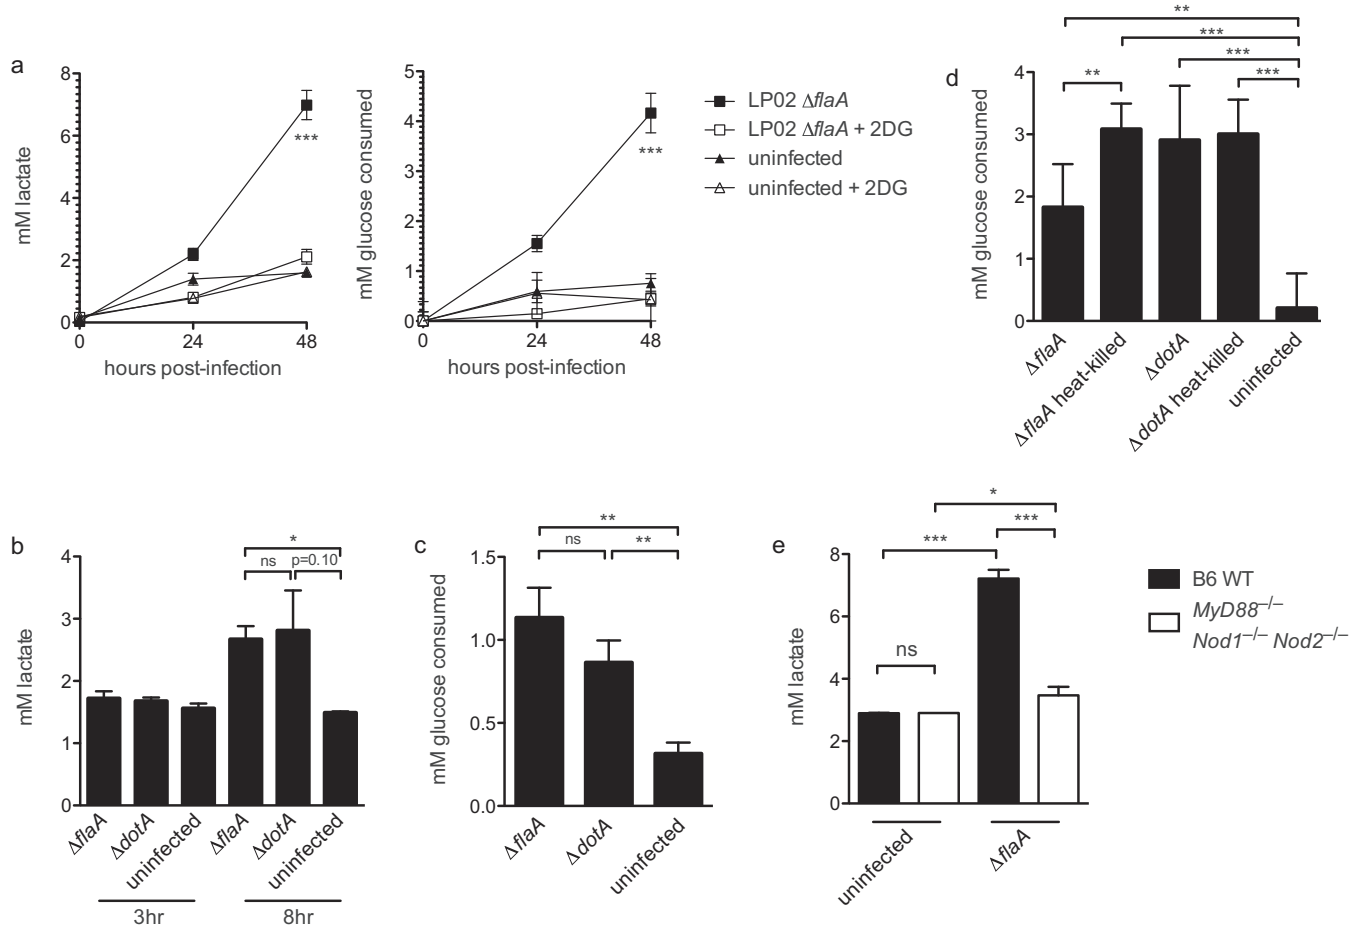 a
8
6
4
2
0
mM lactate
***
0
24
48
hours post-infection
5
4
3
2
1
0
mM glucose consumed
***
0
24
48
hours post-infection
LP02 ΔflaA
LP02 ΔflaA + 2DG
uninfected
uninfected + 2DG
d
**
***
***
** ***
4
3
2
1
0
mM glucose consumed
ΔflaA
ΔflaA heat-killed
ΔdotA
ΔdotA heat-killed
uninfected
b
*
ns p=0.10
4
3
2
1
0
mM lactate
ΔflaA
ΔdotA
uninfected
ΔflaA
ΔdotA
uninfected
3hr
8hr
c
**
ns **
1.5
1.0
0.5
0.0
mM glucose consumed
ΔflaA
ΔdotA
uninfected
e
*
***
***
ns
8
6
4
2
0
mM lactate
uninfected
ΔflaA
B6 WT
MyD88–/–
Nod1–/– Nod2–/–